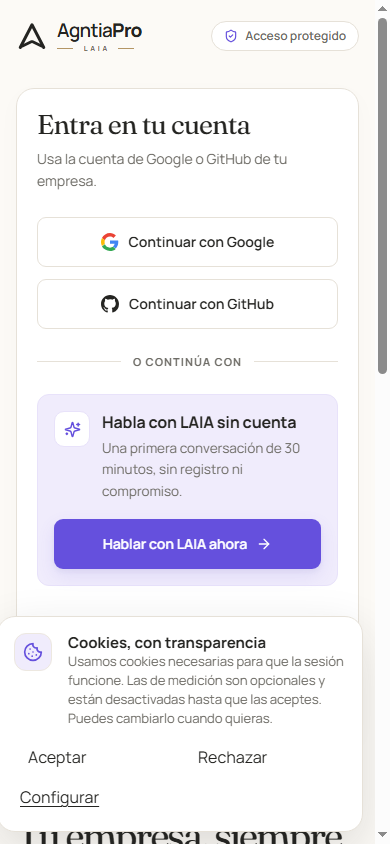 AgntiaPro
LAIA
Acceso protegido
Entra en tu cuenta
Usa la cuenta de Google o GitHub de tu
empresa.
Continuar con Google
Continuar con GitHub
O CONTINÚA CON
Habla con LAIA sin cuenta
Una primera conversación de 30
minutos, sin registro ni
compromiso.
Hablar con LAIA ahora
Cookies, con transparencia
Usamos cookies necesarias para que la sesión
funcione. Las de medición son opcionales y
están desactivadas hasta que las aceptes.
Puedes cambiarlo cuando quieras.
Aceptar
Rechazar
Configurar
Tu empresa, siempre